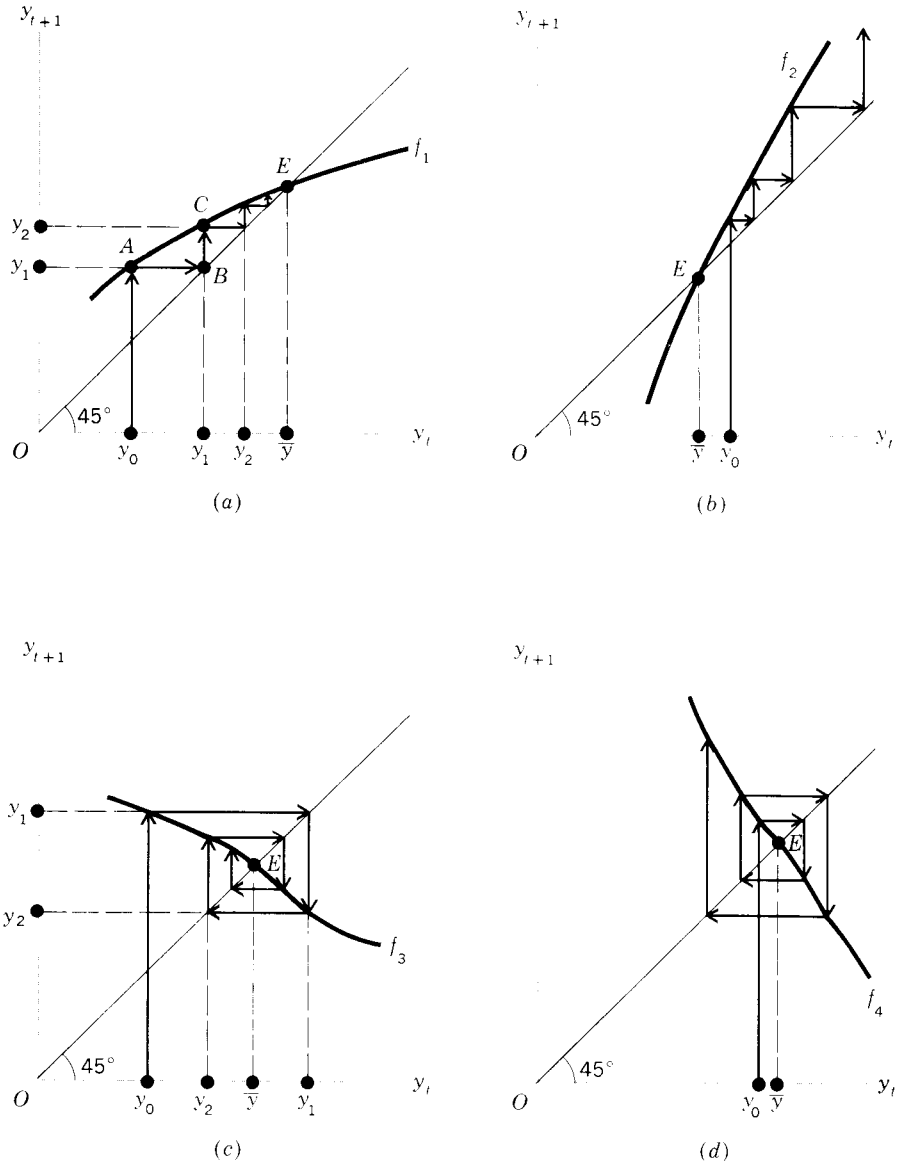 y_{t+1}
f_1
E
C
y_2
A
y_1
B
45°
O
y_0
y_1
y_2
ȳ
y_t
(a)
y_{t+1}
f_2
E
45°
O
ȳ
y_0
y_t
(b)
y_{t+1}
y_1
E
y_2
f_3
45°
O
y_0
y_2
ȳ
y_1
y_t
(c)
y_{t+1}
E
f_4
45°
O
y_0
ȳ
y_t
(d)